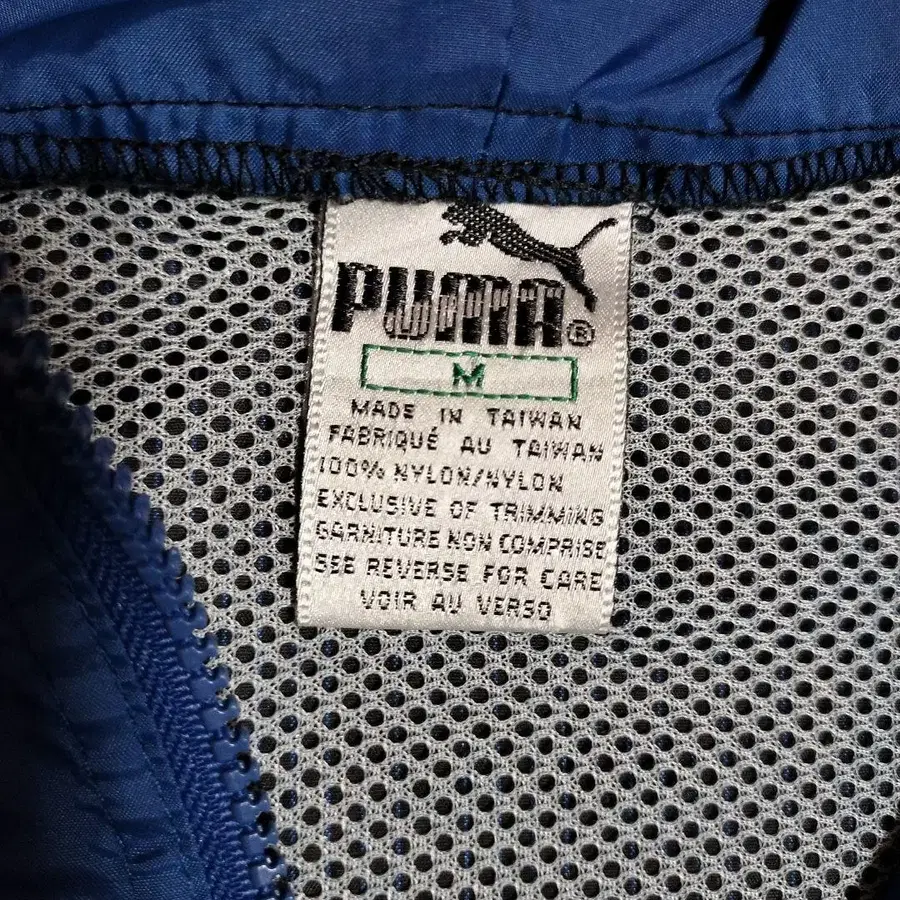 PUMA®
M
MADE IN TAIWAN
FABRIQUÉ AU TAIWAN
100% NYLON/NYLON
EXCLUSIVE OF TRIMMING
GARNITURE NON COMPRISE
SEE REVERSE FOR CARE
VOIR AU VERSO